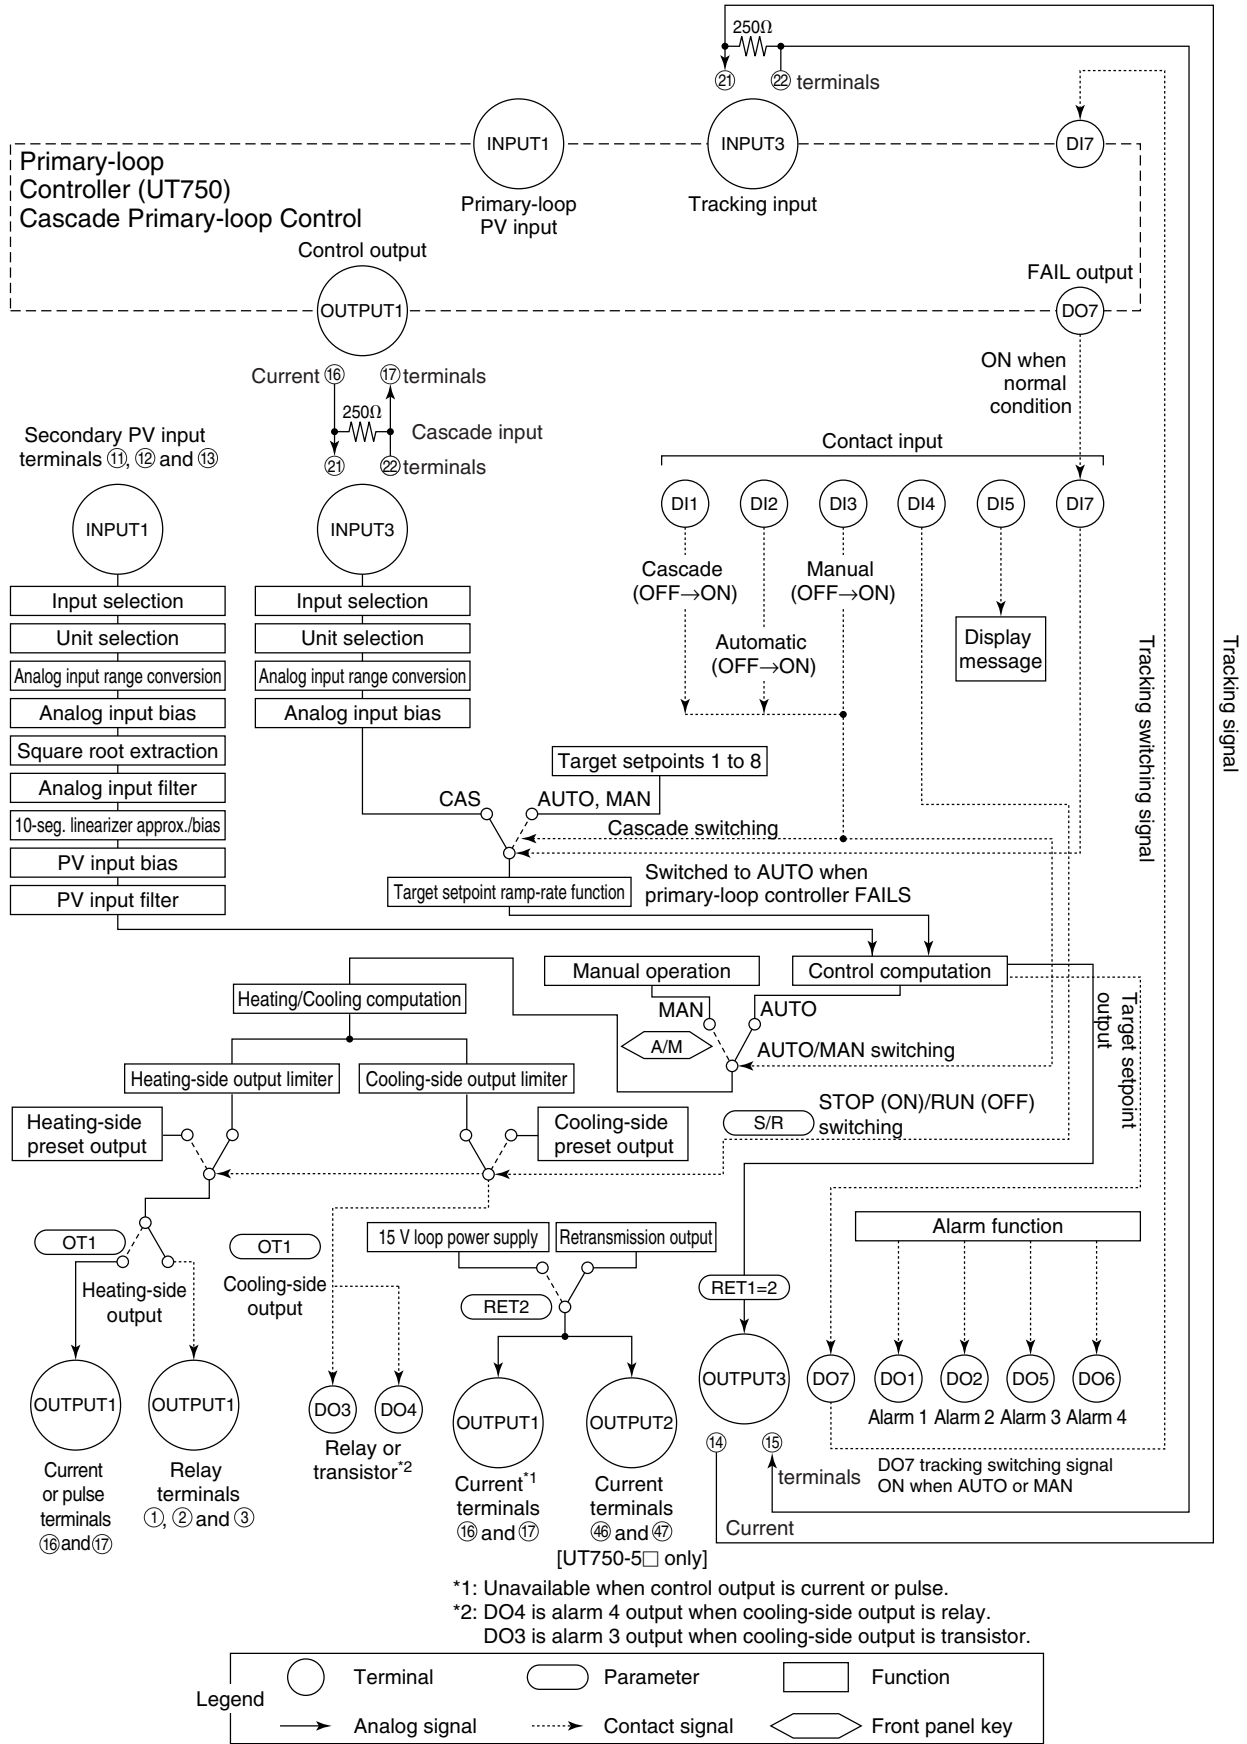 250Ω
21 22 terminals
INPUT1
INPUT3
DI7
Primary-loop
Controller (UT750)
Cascade Primary-loop Control
Primary-loop
PV input
Tracking input
Control output
FAIL output
OUTPUT1
DO7
Current 16 17 terminals
ON when
normal
condition
250Ω
Cascade input
Secondary PV input
terminals 11, 12 and 13
21 22 terminals
Contact input
INPUT1
INPUT3
DI1
DI2
DI3
DI4
DI5
DI7
Cascade
(OFF→ON)
Manual
(OFF→ON)
Automatic
(OFF→ON)
Display
message
Tracking switching signal
Tracking signal
Input selection
Unit selection
Analog input range conversion
Analog input bias
Square root extraction
Analog input filter
10-seg. linearizer approx./bias
PV input bias
PV input filter
Input selection
Unit selection
Analog input range conversion
Analog input bias
Target setpoints 1 to 8
CAS
AUTO, MAN
Cascade switching
Switched to AUTO when
primary-loop controller FAILS
Target setpoint ramp-rate function
Manual operation
Control computation
Heating/Cooling computation
MAN
AUTO
A/M
AUTO/MAN switching
Target setpoint
output
Heating-side output limiter
Cooling-side output limiter
S/R
STOP (ON)/RUN (OFF)
switching
Heating-side
preset output
Cooling-side
preset output
OT1
Heating-side
output
OT1
Cooling-side
output
15 V loop power supply
Retransmission output
RET2
RET1=2
Alarm function
OUTPUT1
OUTPUT1
DO3
DO4
OUTPUT1
OUTPUT2
OUTPUT3
DO7
DO1
DO2
DO5
DO6
Alarm 1 Alarm 2 Alarm 3 Alarm 4
Current
or pulse
terminals
16 and 17
Relay
terminals
1, 2 and 3
Relay or
transistor*2
Current*1
terminals
16 and 17
Current
terminals
46 and 47
[UT750-5□ only]
14 15
terminals
Current
DO7 tracking switching signal
ON when AUTO or MAN
*1: Unavailable when control output is current or pulse.
*2: DO4 is alarm 4 output when cooling-side output is relay.
DO3 is alarm 3 output when cooling-side output is transistor.
Legend
Terminal
Parameter
Function
Analog signal
Contact signal
Front panel key